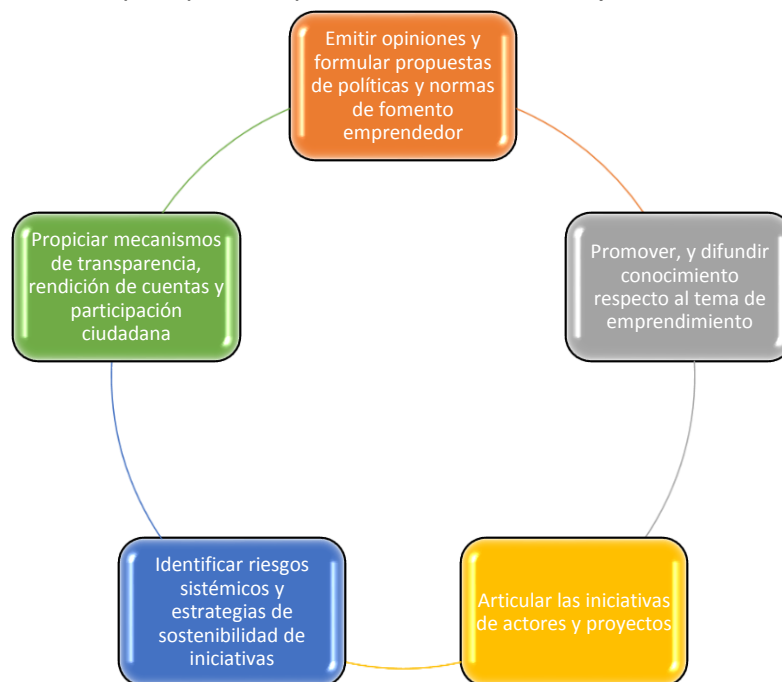 Emitir opiniones y
formular propuestas
de políticas y normas
de fomento
emprendedor
Promover, y difundir
conocimiento
respecto al tema de
emprendimiento
Articular las iniciativas
de actores y proyectos
Identificar riesgos
sistémicos y
estrategias de
sostenibilidad de
iniciativas
Propiciar mecanismos
de transparencia,
rendición de cuentas y
participación
ciudadana